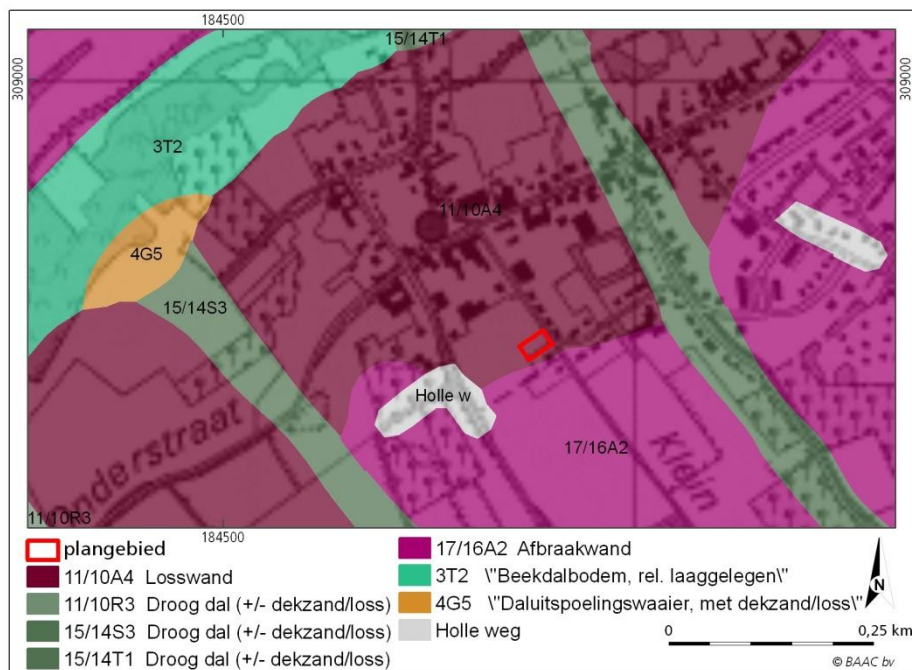 184500
15/14T1
309000
309000
3T2
11/10A4
4G5
15/14S3
Holle w
onderstraat
17/16A2
Klein
11/10R3
184500
plangebied
11/10A4 Losswand
11/10R3 Droog dal (+/- dekzand/loss)
15/14S3 Droog dal (+/- dekzand/loss)
15/14T1 Droog dal (+/- dekzand/loss)
17/16A2 Afbraakwand
3T2 \"Beekdalbodem, rel. laaggelegen\"
4G5 \"Daluitspoelingswaaier, met dekzand/loss\"
Holle weg
N
0 0,25 km
© BAAC bv